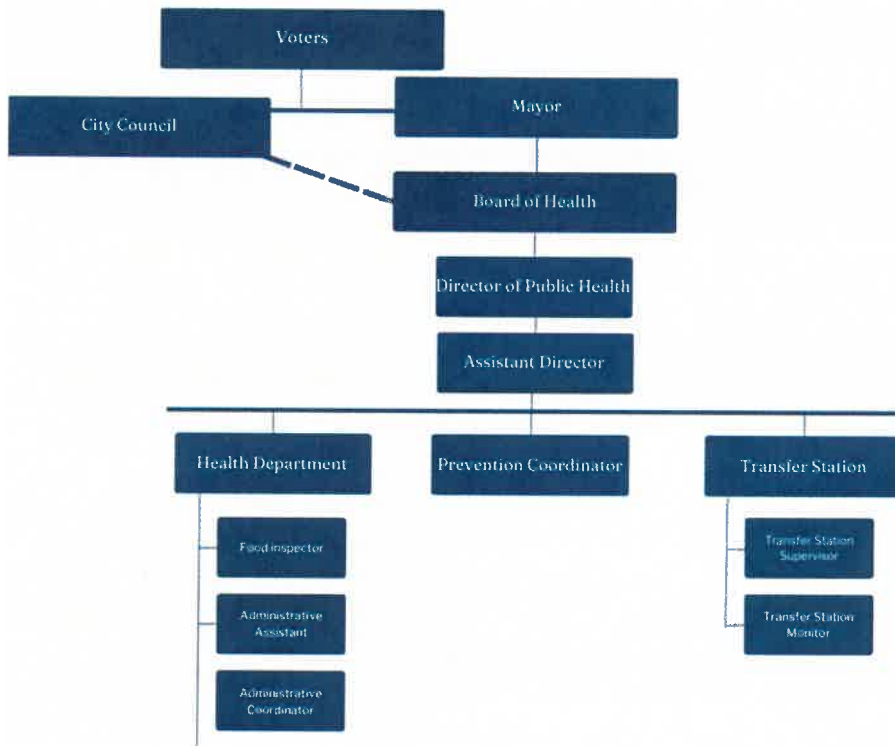 Voters
Mayor
City Council
Board of Health
Director of Public Health
Assistant Director
Health Department
Prevention Coordinator
Transfer Station
Food Inspector
Transfer Station
Supervisor
Administrative
Assistant
Transfer Station
Monitor
Administrative
Coordinator